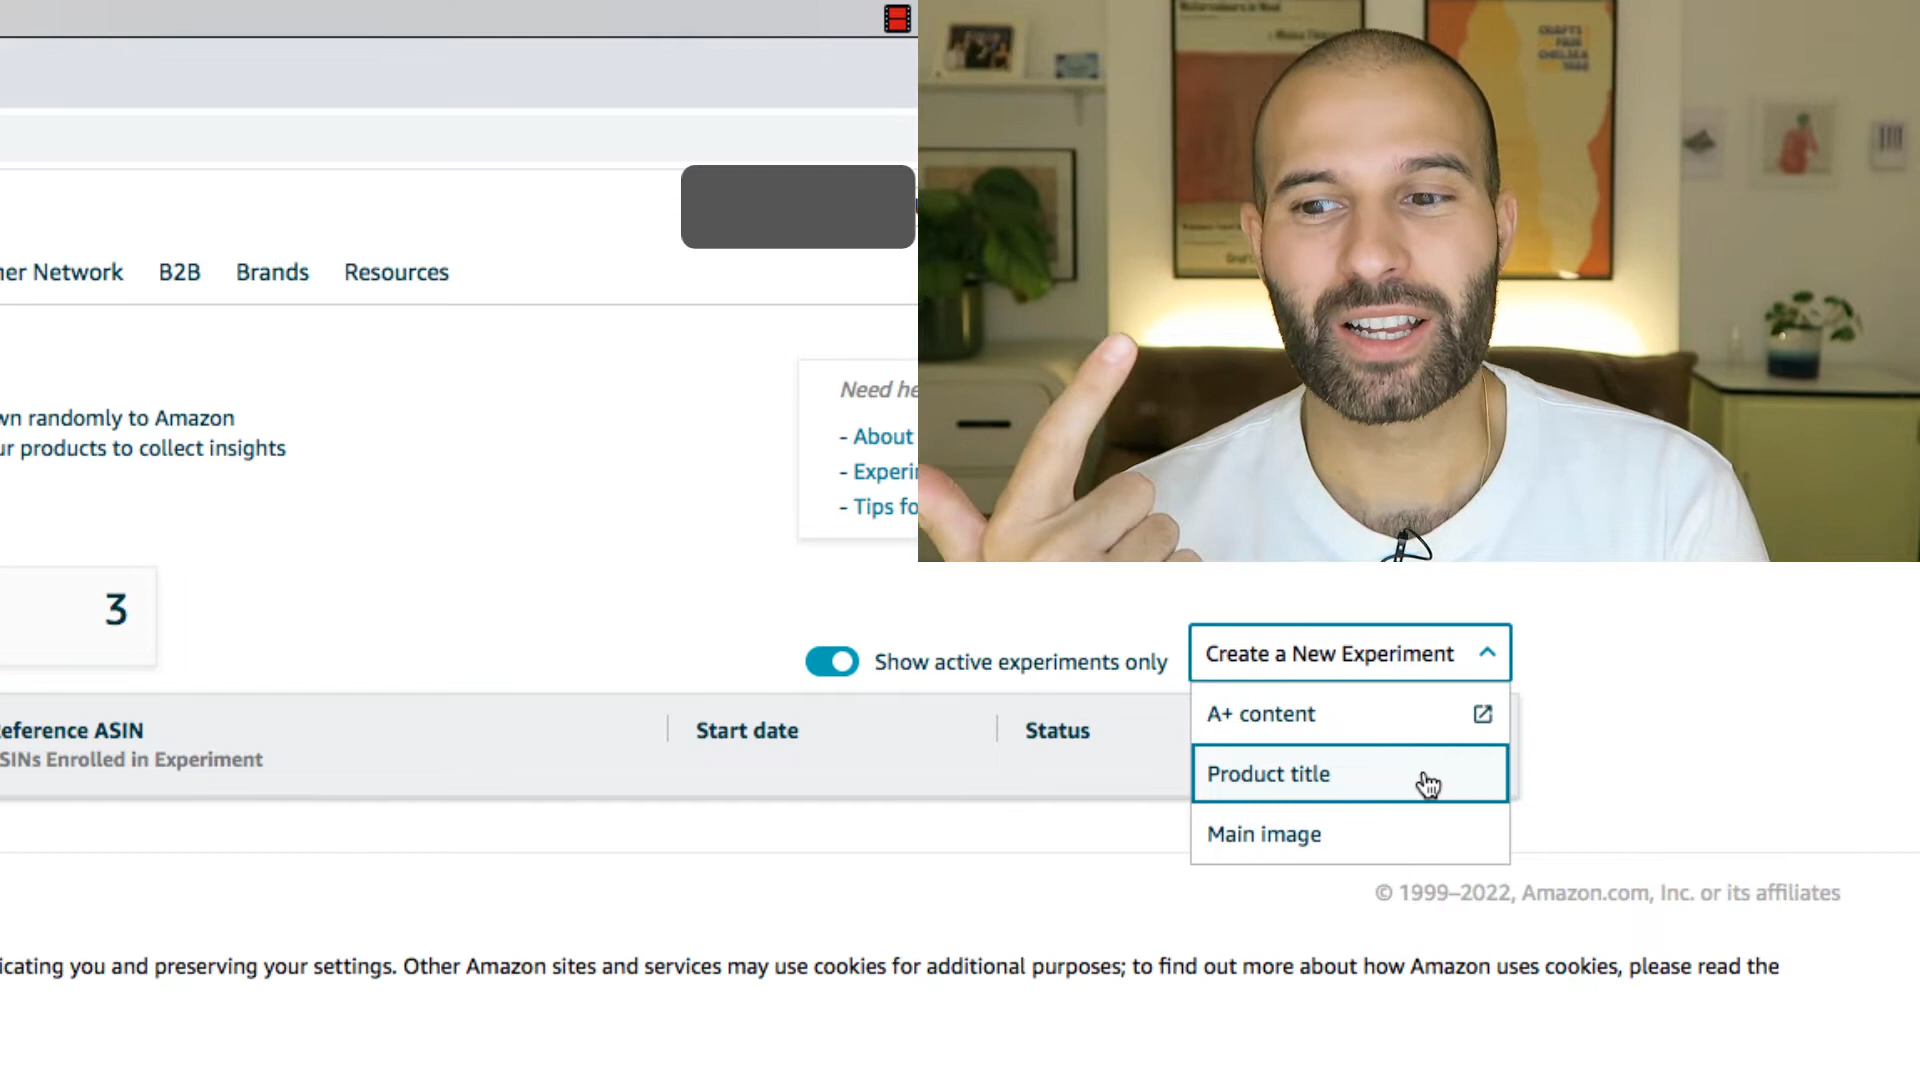 CRAFTS
FAIR
CHELSEA
er Network B2B Brands Resources
wn randomly to Amazon
ur products to collect insights
Need he
- About
- Experi
- Tips fo
3
Show active experiments only
Create a New Experiment
A+ content
Product title
Main image
eference ASIN
SINs Enrolled in Experiment
Start date
Status
© 1999–2022, Amazon.com, Inc. or its affiliates
icating you and preserving your settings. Other Amazon sites and services may use cookies for additional purposes; to find out more about how Amazon uses cookies, please read the